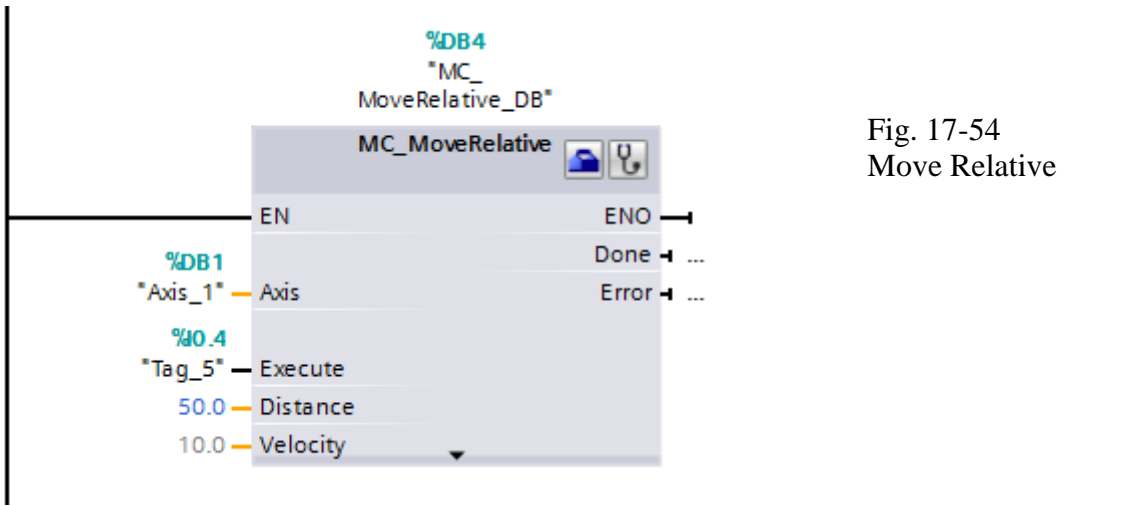 %DB4
"MC_
MoveRelative_DB"
MC_MoveRelative
EN
ENO
Done ...
%DB1
"Axis_1"
Axis
Error ...
%I0.4
"Tag_5"
Execute
50.0
Distance
10.0
Velocity
Fig. 17-54
Move Relative